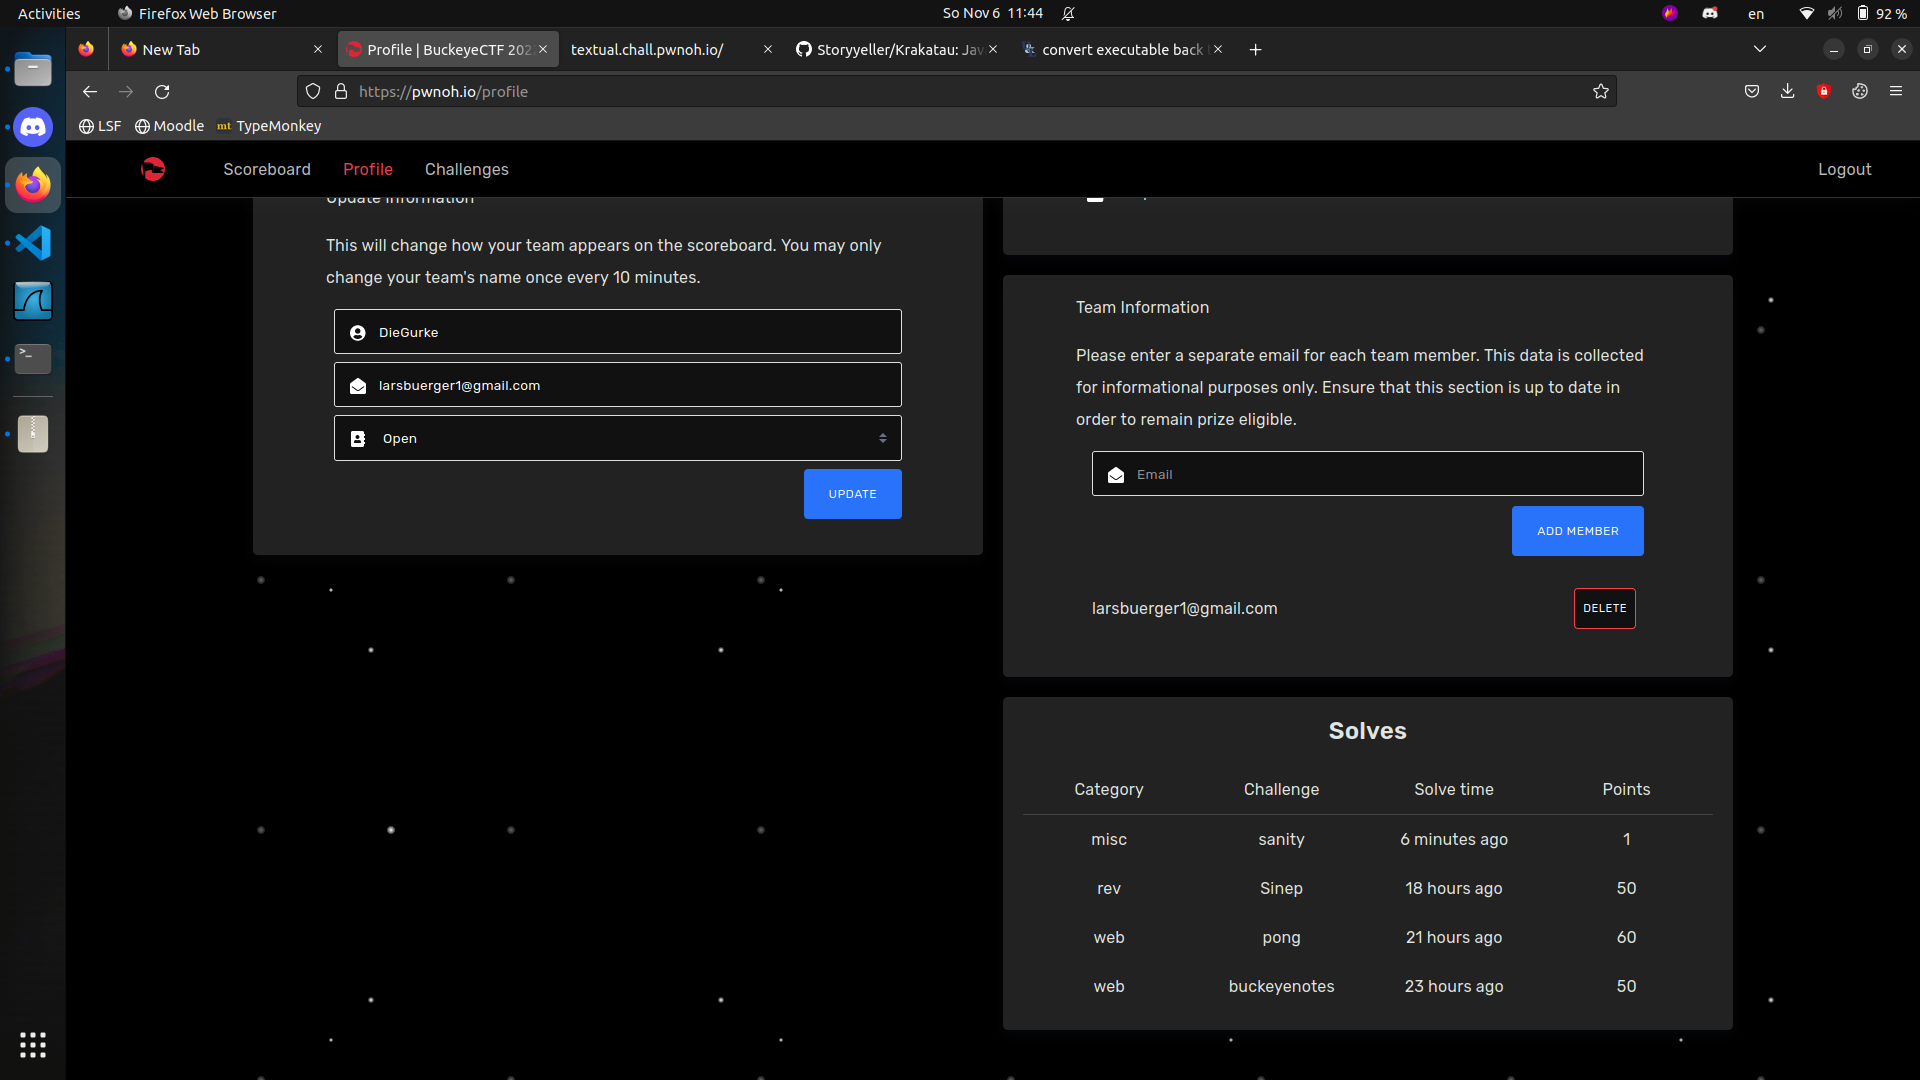 Activities
Firefox Web Browser
So Nov 6 11:44
en
92 %
New Tab
Profile | BuckeyeCTF 202
textual.chall.pwnoh.io/
Storyyeller/Krakatau: Jav
convert executable back
https://pwnoh.io/profile
LSF
Moodle
mt TypeMonkey
Scoreboard
Profile
Challenges
Logout
Update Information
This will change how your team appears on the scoreboard. You may only
change your team's name once every 10 minutes.
DieGurke
larsbuerger1@gmail.com
Open
UPDATE
Team Information
Please enter a separate email for each team member. This data is collected
for informational purposes only. Ensure that this section is up to date in
order to remain prize eligible.
Email
ADD MEMBER
larsbuerger1@gmail.com
DELETE
Solves
Category Challenge Solve time Points
misc sanity 6 minutes ago 1
rev Sinep 18 hours ago 50
web pong 21 hours ago 60
web buckeyenotes 23 hours ago 50